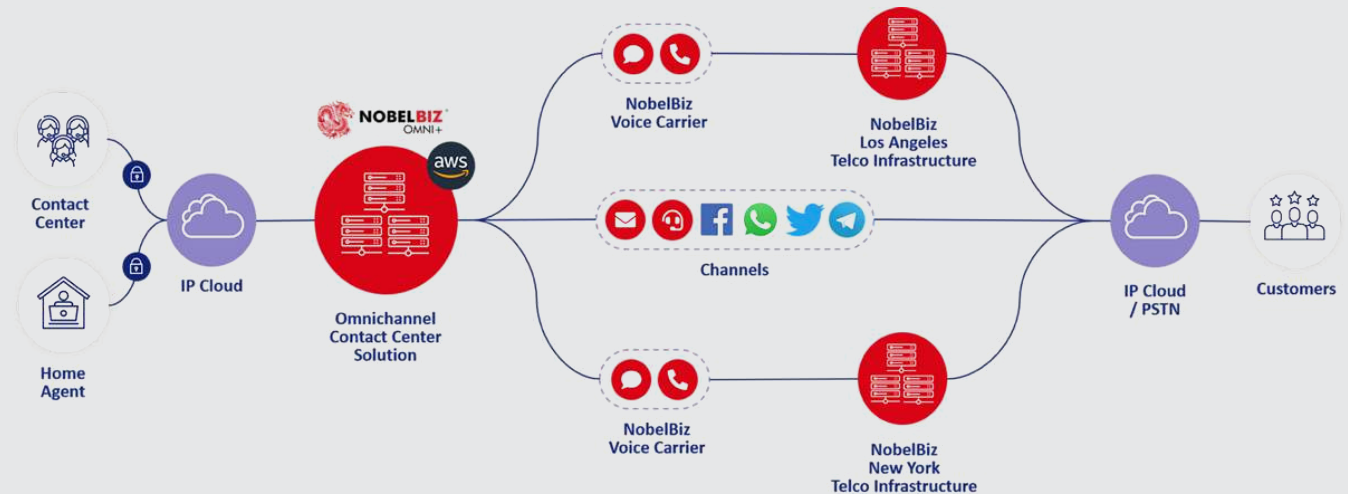 NobelBiz
Voice Carrier
NobelBiz
Los Angeles
Telco Infrastructure
NOBELBIZ
OMNI+
aws
Contact
Center
IP Cloud
Home
Agent
Omnichannel
Contact Center
Solution
Channels
IP Cloud
/ PSTN
Customers
NobelBiz
Voice Carrier
NobelBiz
New York
Telco Infrastructure